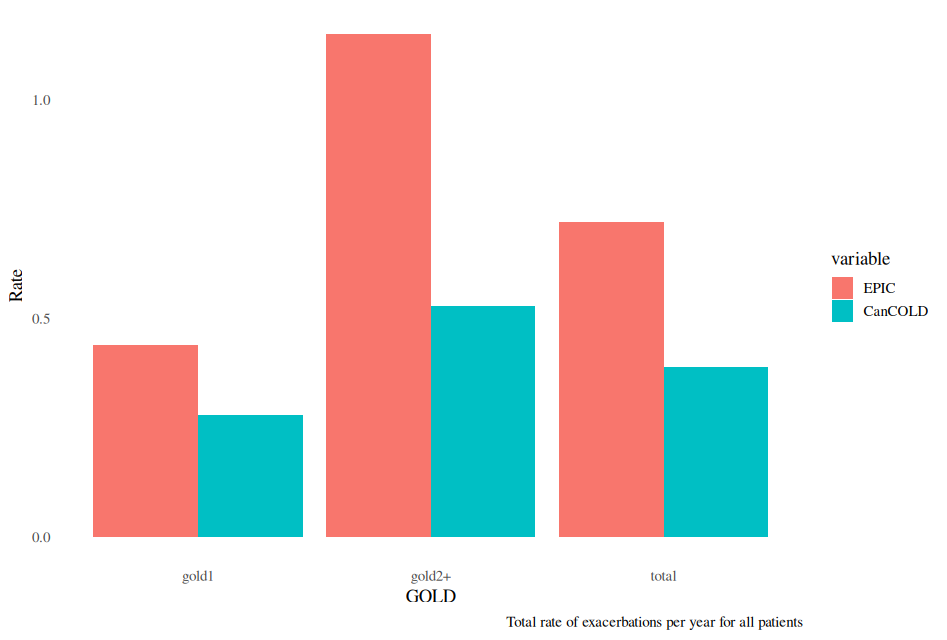 1.0
0.5
0.0
Rate
gold1
gold2+
total
GOLD
variable
EPIC
CanCOLD
Total rate of exacerbations per year for all patients